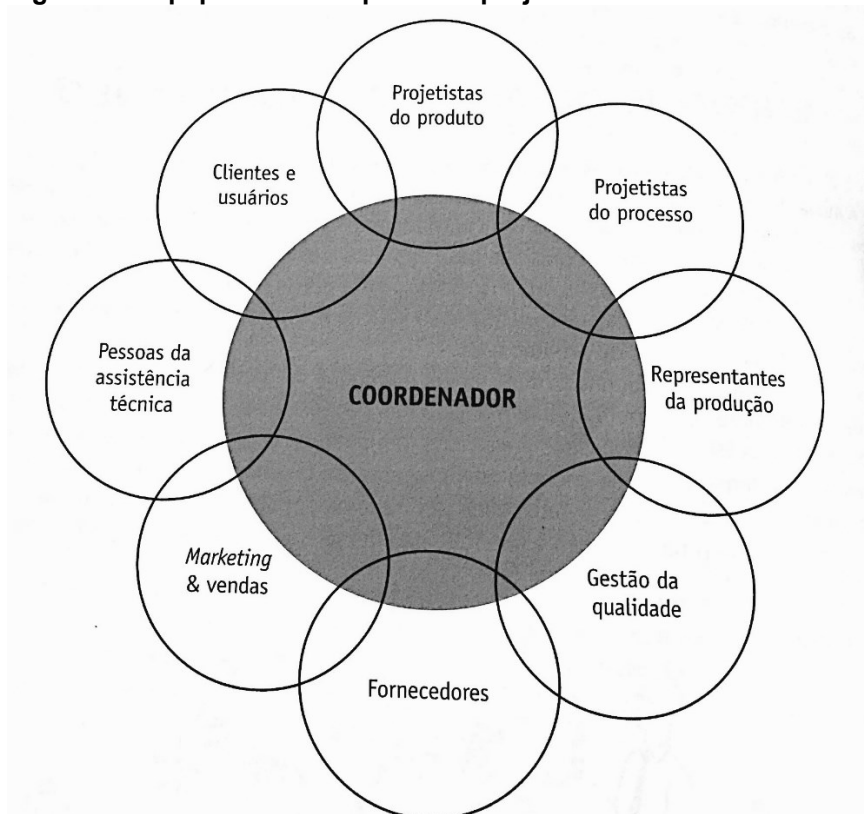 Projetistas
do produto
Clientes e
usuários
Projetistas
do processo
Pessoas da
assistência
técnica
COORDENADOR
Representantes
da produção
Marketing
& vendas
Gestão da
qualidade
Fornecedores